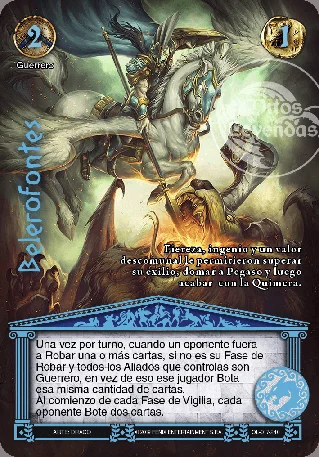 2
1
Guerrero
Mitos
Leyendas
Belerofontes
Fiereza, ingenio y un valor
descomunal le permitieron superar
su exilio, domar a Pegaso y luego
acabar con la Quimera.
Una vez por turno, cuando un oponente fuera
a Robar una o más cartas, si no es su Fase de
Robar y todos los Aliados que controlas son
Guerrero, en vez de eso ese jugador Bota
esa misma cantidad de cartas.
Al comienzo de cada Fase de Vigilia, cada
oponente Bote dos cartas.